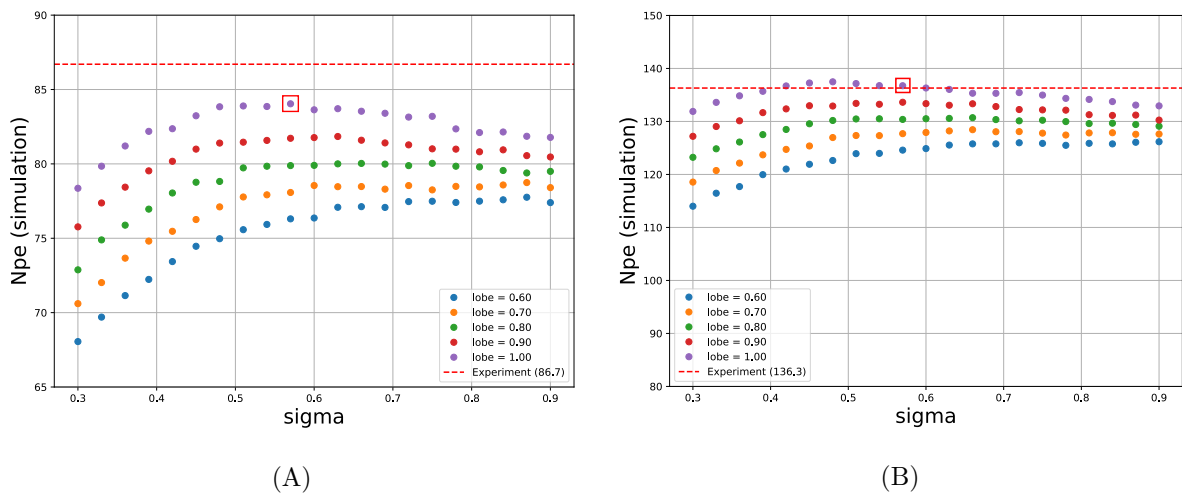 90
85
80
75
70
65
Npe (simulation)
0.3 0.4 0.5 0.6 0.7 0.8 0.9
sigma
lobe = 0.60
lobe = 0.70
lobe = 0.80
lobe = 0.90
lobe = 1.00
Experiment (86.7)
(A)
150
140
130
120
110
100
90
80
Npe (simulation)
0.3 0.4 0.5 0.6 0.7 0.8 0.9
sigma
lobe = 0.60
lobe = 0.70
lobe = 0.80
lobe = 0.90
lobe = 1.00
Experiment (136.3)
(B)